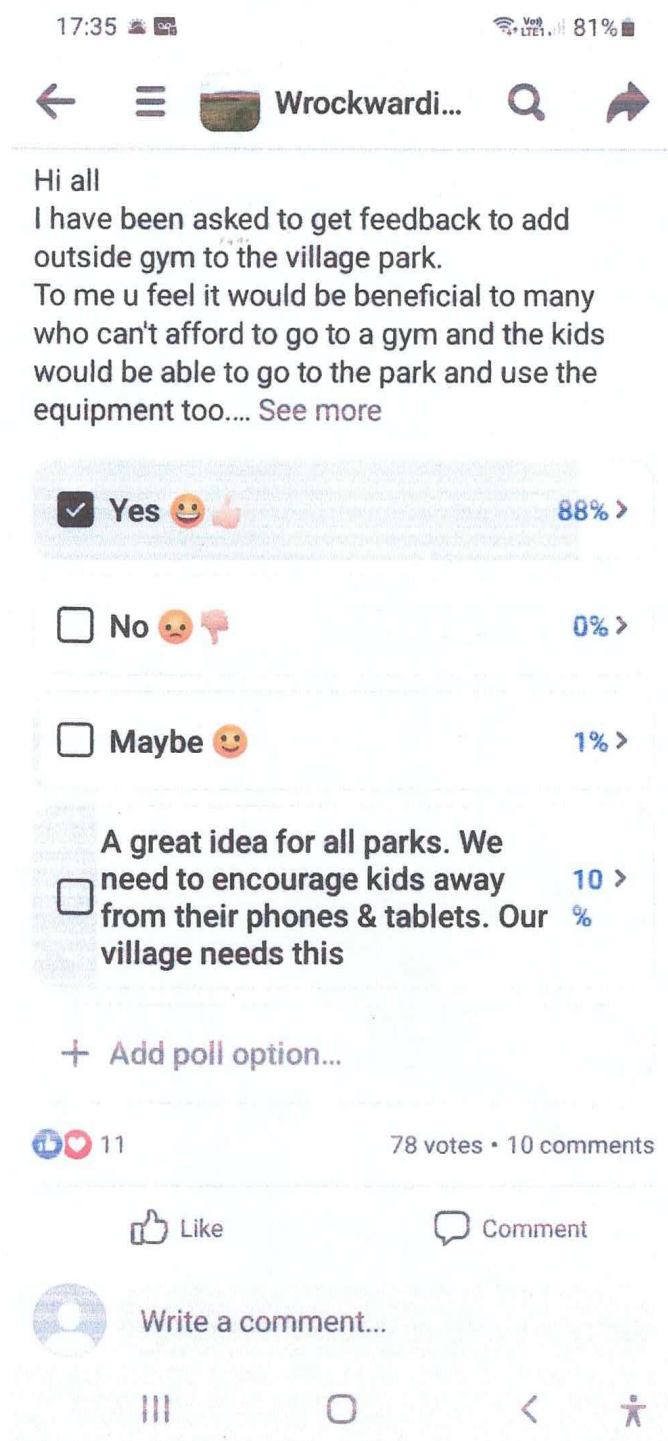 17:35
Vo) LTE1 81%
Wrockwardi...
Hi all
I have been asked to get feedback to add
outside gym to the village park.
To me u feel it would be beneficial to many
who can't afford to go to a gym and the kids
would be able to go to the park and use the
equipment too.... See more
Yes 😀👍 88%
No 🙁👎 0%
Maybe 🙂 1%
A great idea for all parks. We
need to encourage kids away 10
from their phones & tablets. Our %
village needs this
+ Add poll option...
11 78 votes • 10 comments
Like Comment
Write a comment...